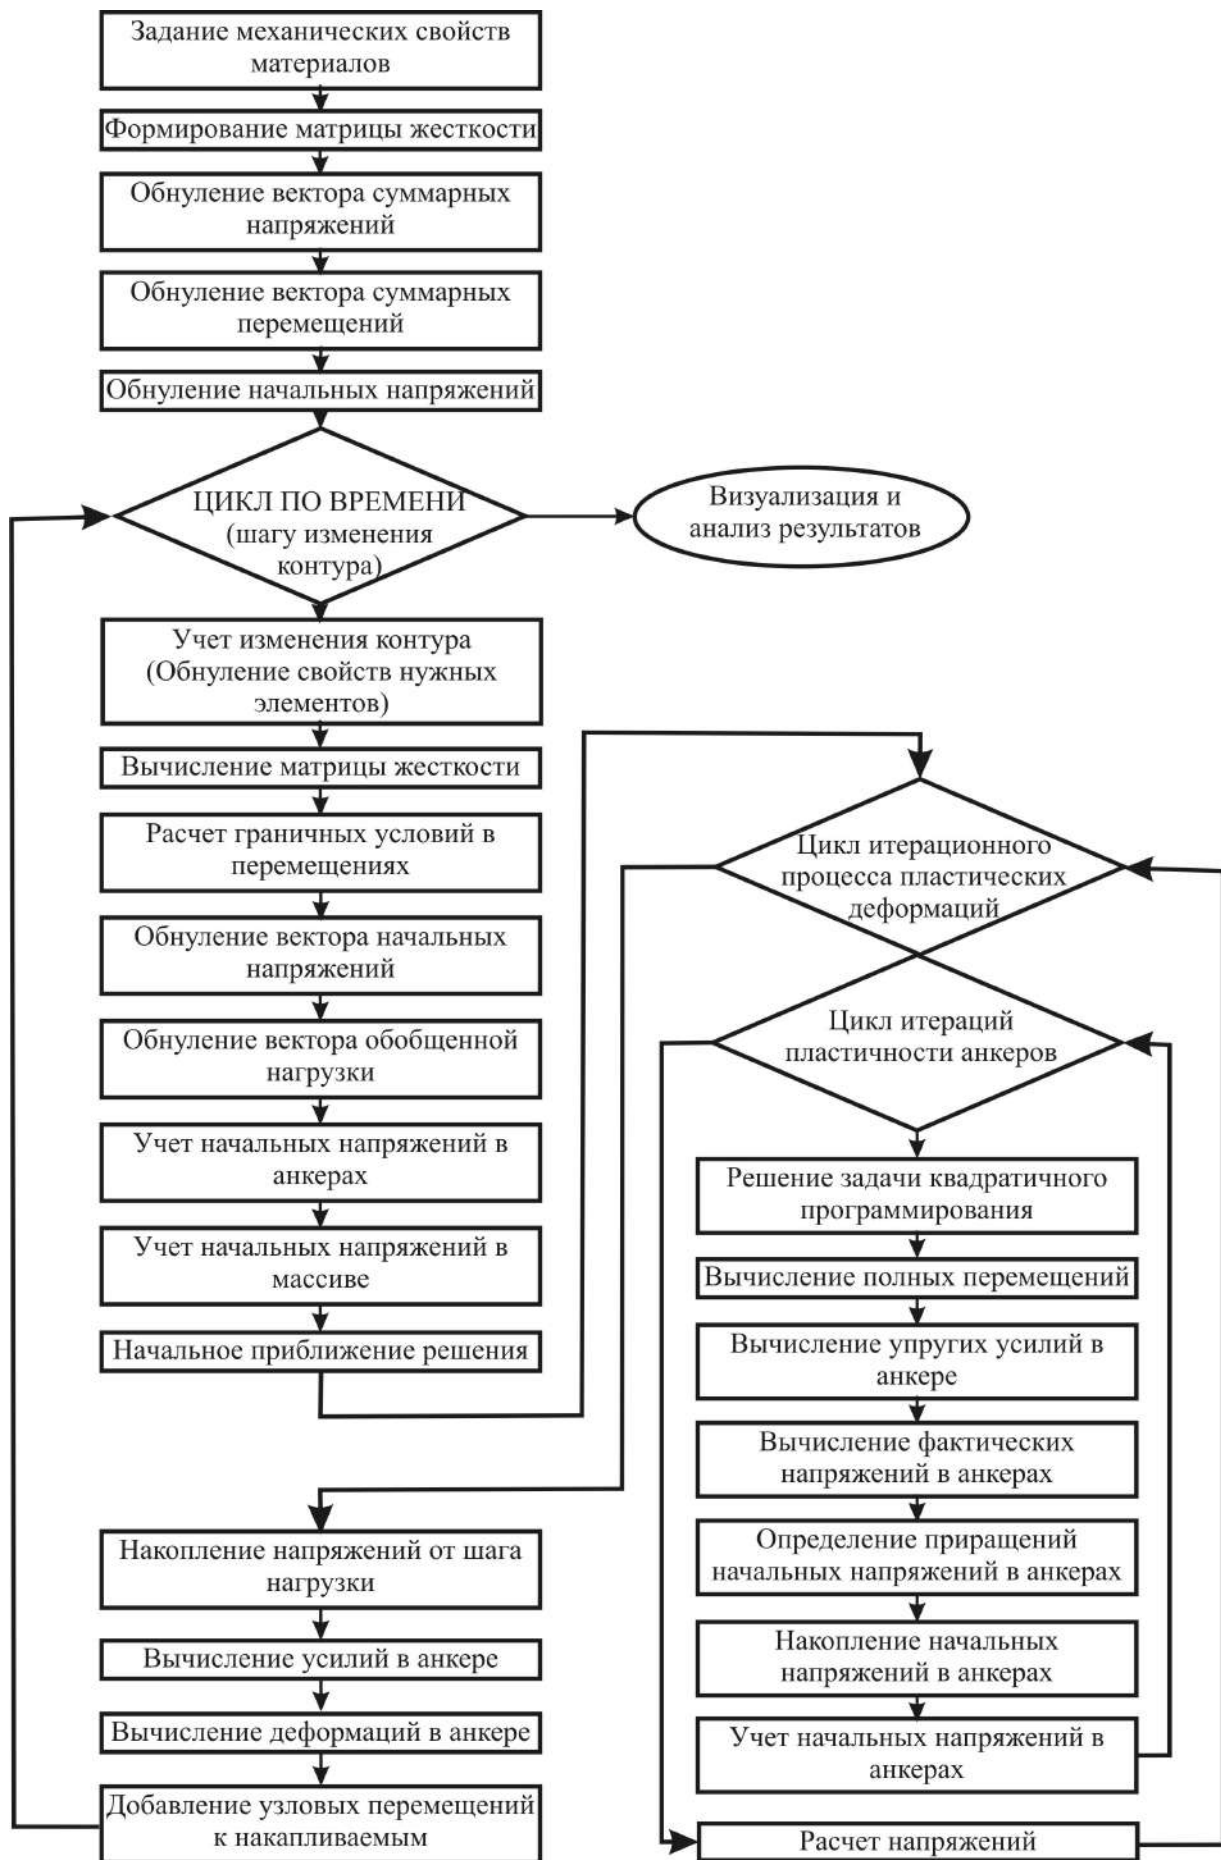 Задание механических свойств
материалов
Формирование матрицы жесткости
Обнуление вектора суммарных
напряжений
Обнуление вектора суммарных
перемещений
Обнуление начальных напряжений
ЦИКЛ ПО ВРЕМЕНИ
(шагу изменения
контура)
Визуализация и
анализ результатов
Учет изменения контура
(Обнуление свойств нужных
элементов)
Вычисление матрицы жесткости
Расчет граничных условий в
перемещениях
Обнуление вектора начальных
напряжений
Обнуление вектора обобщенной
нагрузки
Учет начальных напряжений в
анкерах
Учет начальных напряжений в
массиве
Начальное приближение решения
Цикл итерационного
процесса пластических
деформаций
Цикл итераций
пластичности анкеров
Решение задачи квадратичного
программирования
Вычисление полных перемещений
Вычисление упругих усилий в
анкере
Вычисление фактических
напряжений в анкерах
Определение приращений
начальных напряжений в анкерах
Накопление начальных
напряжений в анкерах
Учет начальных напряжений в
анкерах
Расчет напряжений
Накопление напряжений от шага
нагрузки
Вычисление усилий в анкере
Вычисление деформаций в анкере
Добавление узловых перемещений
к накапливаемым